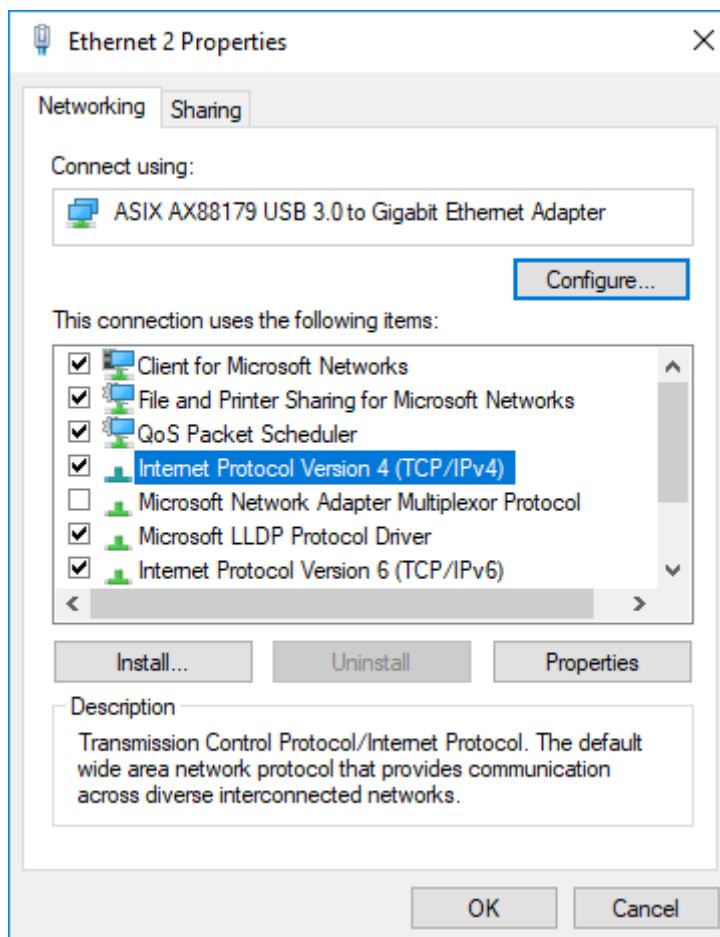 Ethernet 2 Properties
Networking
Sharing
Connect using:
ASIX AX88179 USB 3.0 to Gigabit Ethernet Adapter
Configure...
This connection uses the following items:
Client for Microsoft Networks
File and Printer Sharing for Microsoft Networks
QoS Packet Scheduler
Internet Protocol Version 4 (TCP/IPv4)
Microsoft Network Adapter Multiplexor Protocol
Microsoft LLDP Protocol Driver
Internet Protocol Version 6 (TCP/IPv6)
Install...
Uninstall
Properties
Description
Transmission Control Protocol/Internet Protocol. The default
wide area network protocol that provides communication
across diverse interconnected networks.
OK
Cancel